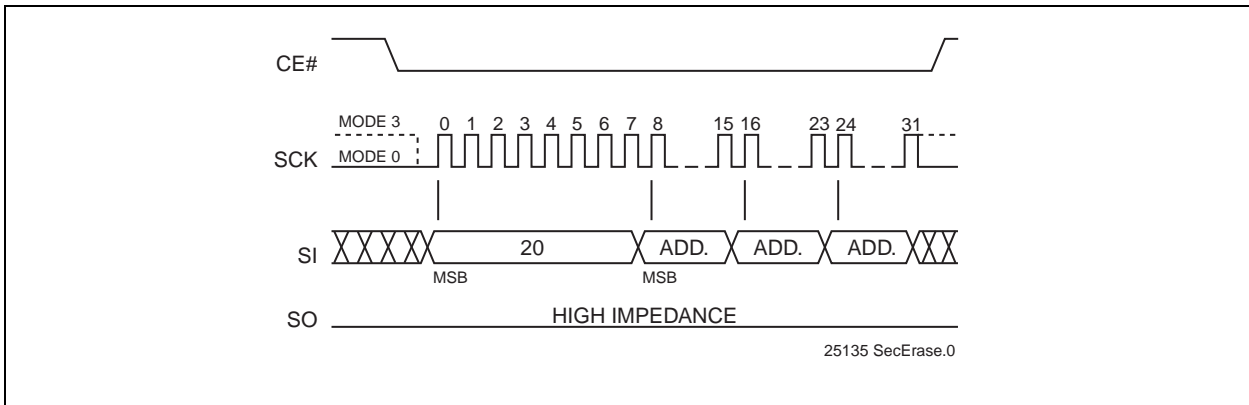 CE#
MODE 3
0 1 2 3 4 5 6 7 8 15 16 23 24 31
SCK
MODE 0
SI
20 ADD. ADD. ADD.
MSB MSB
SO
HIGH IMPEDANCE
25135 SecErase.0